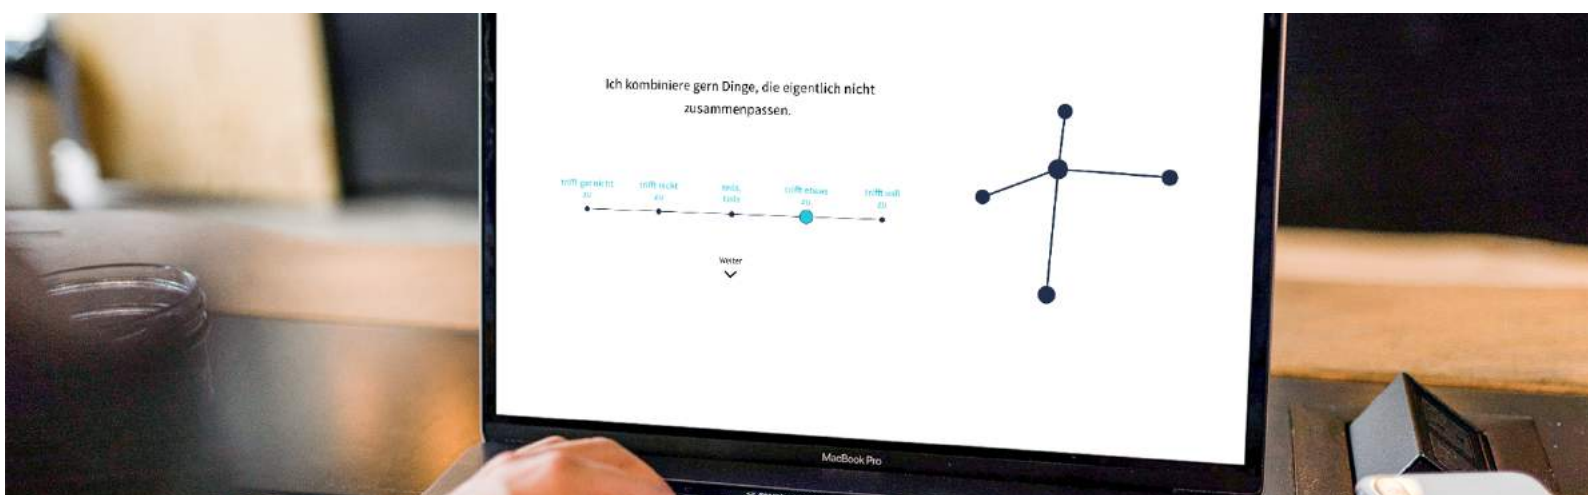 Ich kombiniere gern Dinge, die eigentlich nicht
zusammenpassen.
trifft gar nicht
zu
trifft nicht
zu
teils,
teils
trifft etwas
zu
trifft voll
zu
Weiter
MacBook Pro